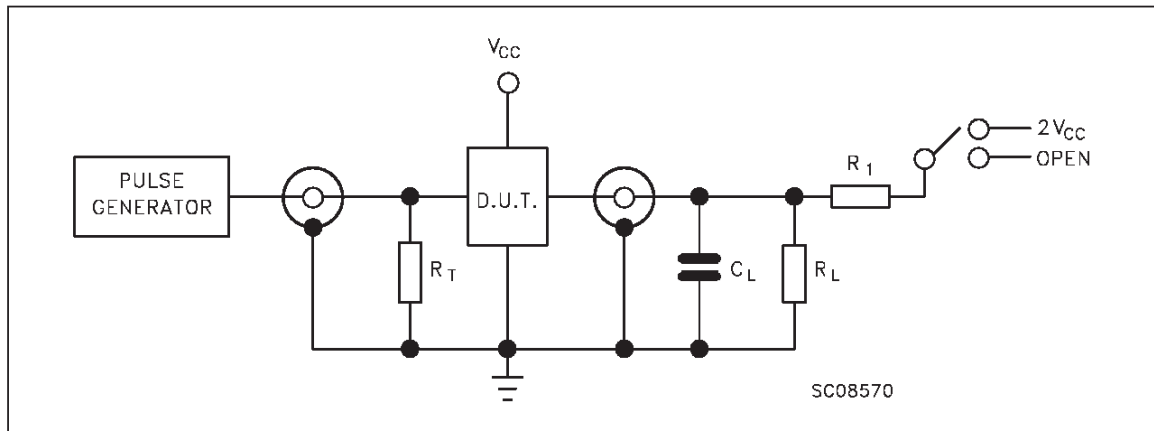 VCC
PULSE
GENERATOR
D.U.T.
RT
CL
RL
R1
2VCC
OPEN
SC08570